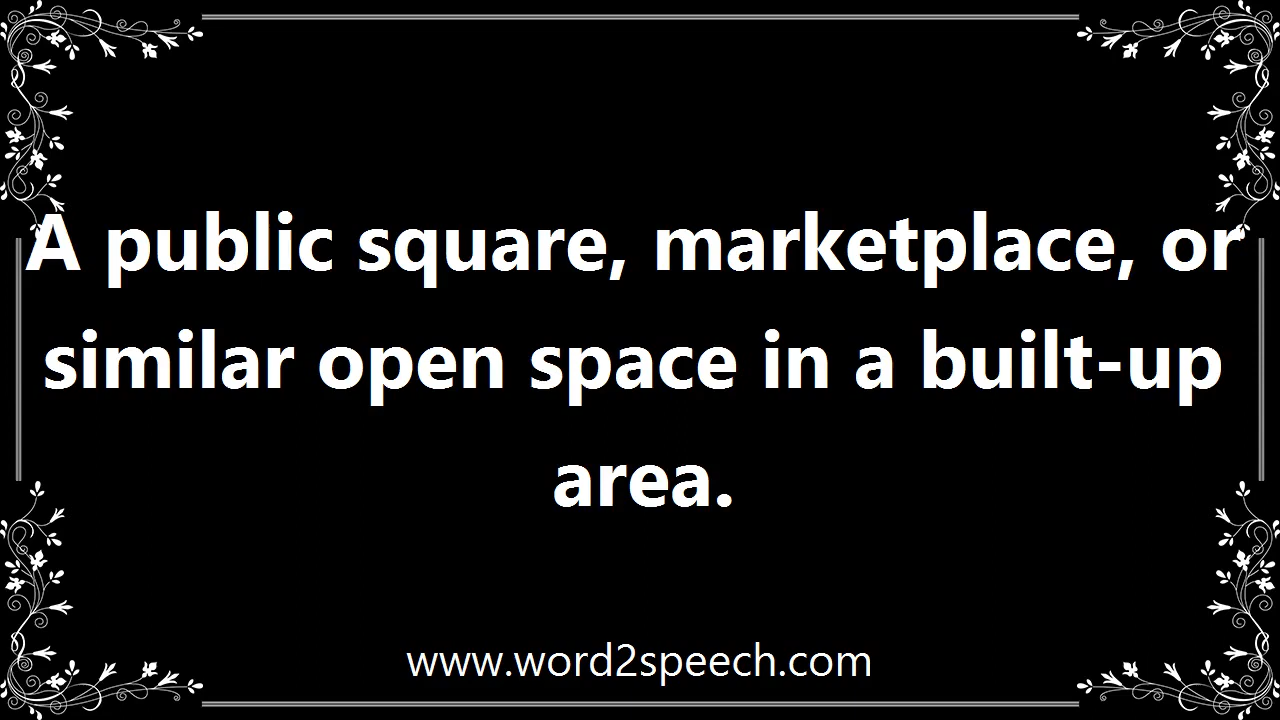 A public square, marketplace, or
similar open space in a built-up
area.
www.word2speech.com